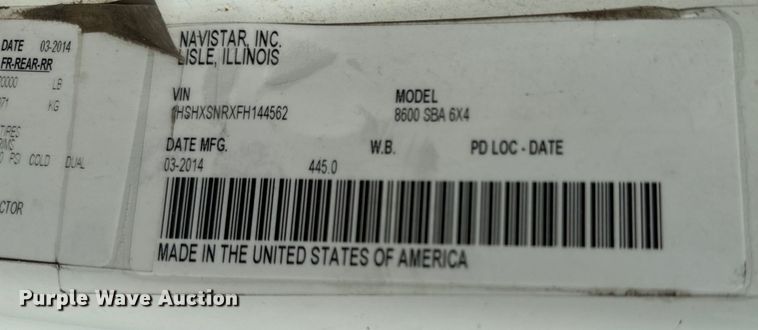 DATE 03-2014
FR-REAR-RR
LB
KG
PSI COLD DUAL
NAVISTAR, INC.
LISLE, ILLINOIS
VIN MODEL
HSHXSNRXFH144562 8600 SBA 6X4
DATE MFG. W.B. PD LOC - DATE
03-2014 445.0
MADE IN THE UNITED STATES OF AMERICA
Purple Wave Auction